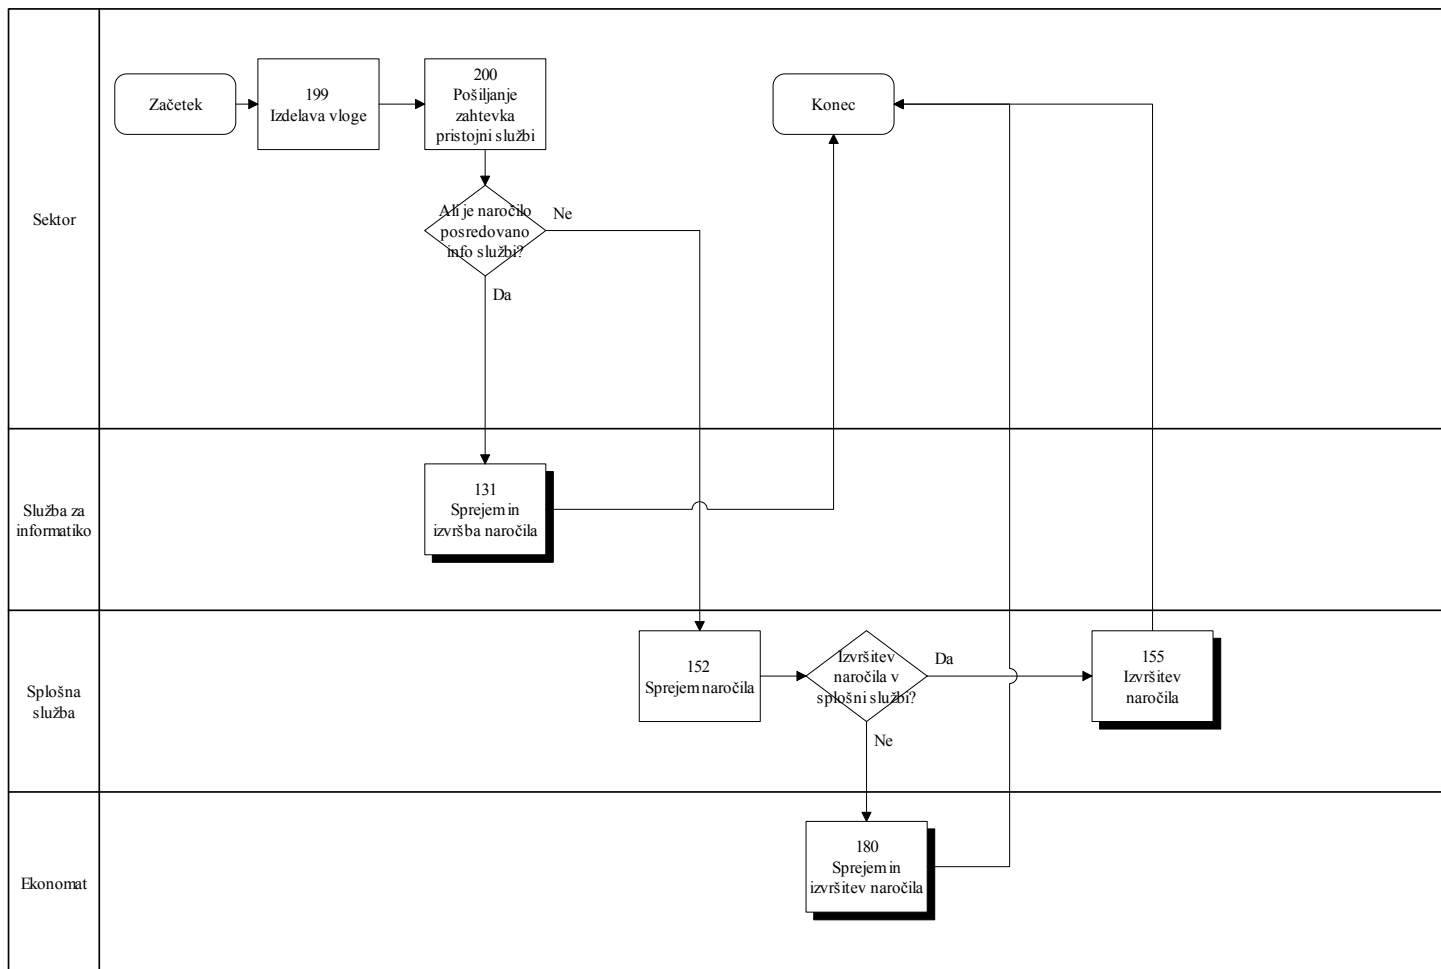 Začetek
199
Izdelava vloge
200
Pošiljanje
zahtevka
pristojni službi
Konec
Sektor
Ali je naročilo
posredovano
info službi?
Ne
Da
Služba za
informatiko
131
Sprejem in
izvršba naročila
Splošna
služba
152
Sprejem naročila
Izvršitev
naročila v
splošni službi?
Da
Ne
155
Izvršitev
naročila
Ekonomat
180
Sprejem in
izvršitev naročila